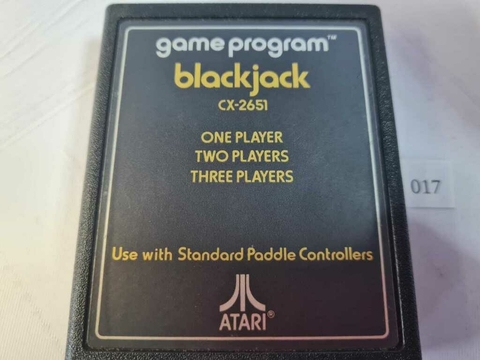 game program™
blackjack
CX-2651
ONE PLAYER
TWO PLAYERS
THREE PLAYERS
017
Use with Standard Paddle Controllers
ATARI®